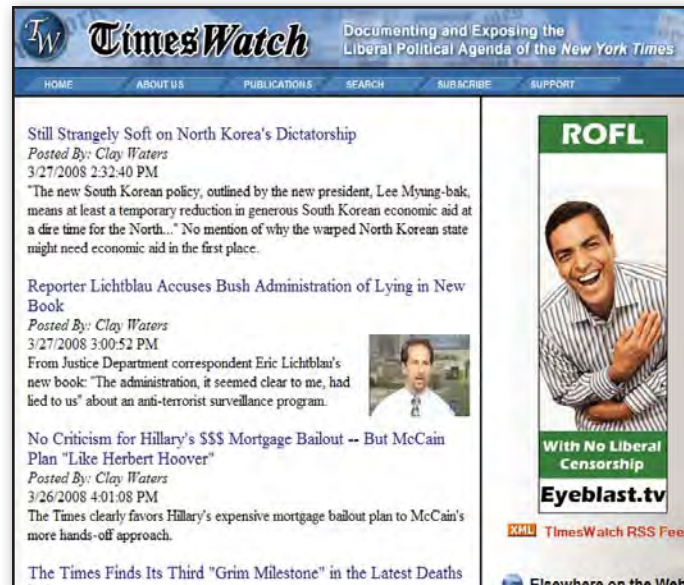 TW TimesWatch
Documenting and Exposing the
Liberal Political Agenda of the New York Times
HOME ABOUT US PUBLICATIONS SEARCH SUBSCRIBE SUPPORT
Still Strangely Soft on North Korea's Dictatorship
Posted By: Clay Waters
3/27/2008 2:32:40 PM
"The new South Korean policy, outlined by the new president, Lee Myung-bak,
means at least a temporary reduction in generous South Korean economic aid at
a dire time for the North..." No mention of why the warped North Korean state
might need economic aid in the first place.
Reporter Lichtblau Accuses Bush Administration of Lying in New
Book
Posted By: Clay Waters
3/27/2008 3:00:52 PM
From Justice Department correspondent Eric Lichtblau's
new book: "The administration, it seemed clear to me, had
lied to us" about an anti-terrorist surveillance program.
No Criticism for Hillary's $$$ Mortgage Bailout -- But McCain
Plan "Like Herbert Hoover"
Posted By: Clay Waters
3/26/2008 4:01:08 PM
The Times clearly favors Hillary's expensive mortgage bailout plan to McCain's
more hands-off approach.
The Times Finds Its Third "Grim Milestone" in the Latest Deaths
ROFL
With No Liberal
Censorship
Eyeblast.tv
XML TimesWatch RSS Fee
Elsewhere on the Web